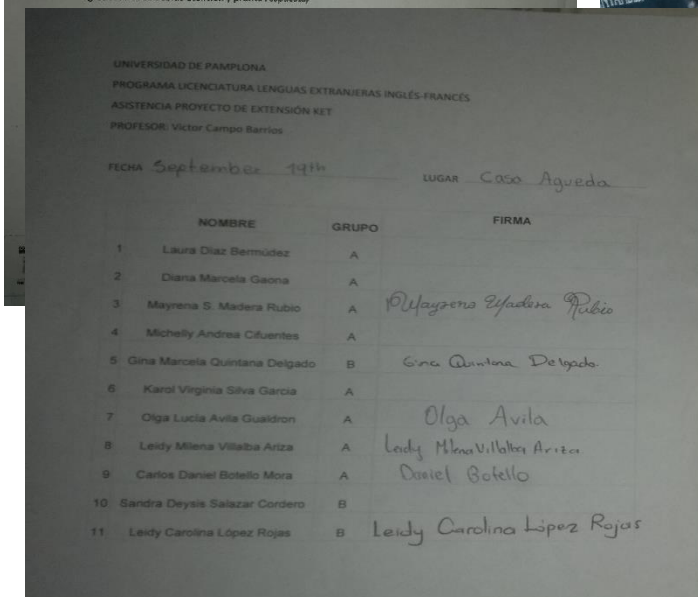 UNIVERSIDAD DE PAMPLONA
PROGRAMA LICENCIATURA LENGUAS EXTRANJERAS INGLÉS-FRANCÉS
ASISTENCIA PROYECTO DE EXTENSIÓN KET
PROFESOR: Victor Campo Barrios
FECHA September 19th LUGAR Casa Agueda
NOMBRE GRUPO FIRMA
1 Laura Diaz Bermúdez A
2 Diana Marcela Gaona A
3 Mayrena S. Madera Rubio A Mayrena Madera Rubio
4 Michelly Andrea Cifuentes A
5 Gina Marcela Quintana Delgado B Gina Quintana Delgado.
6 Karol Virginia Silva Garcia A
7 Olga Lucia Avila Gualdron A Olga Avila
8 Leidy Milena Villalba Ariza A Leidy Milena Villalba Ariza
9 Carlos Daniel Botello Mora A Daniel Botello
10 Sandra Deysis Salazar Cordero B
11 Leidy Carolina López Rojas B Leidy Carolina López Rojas